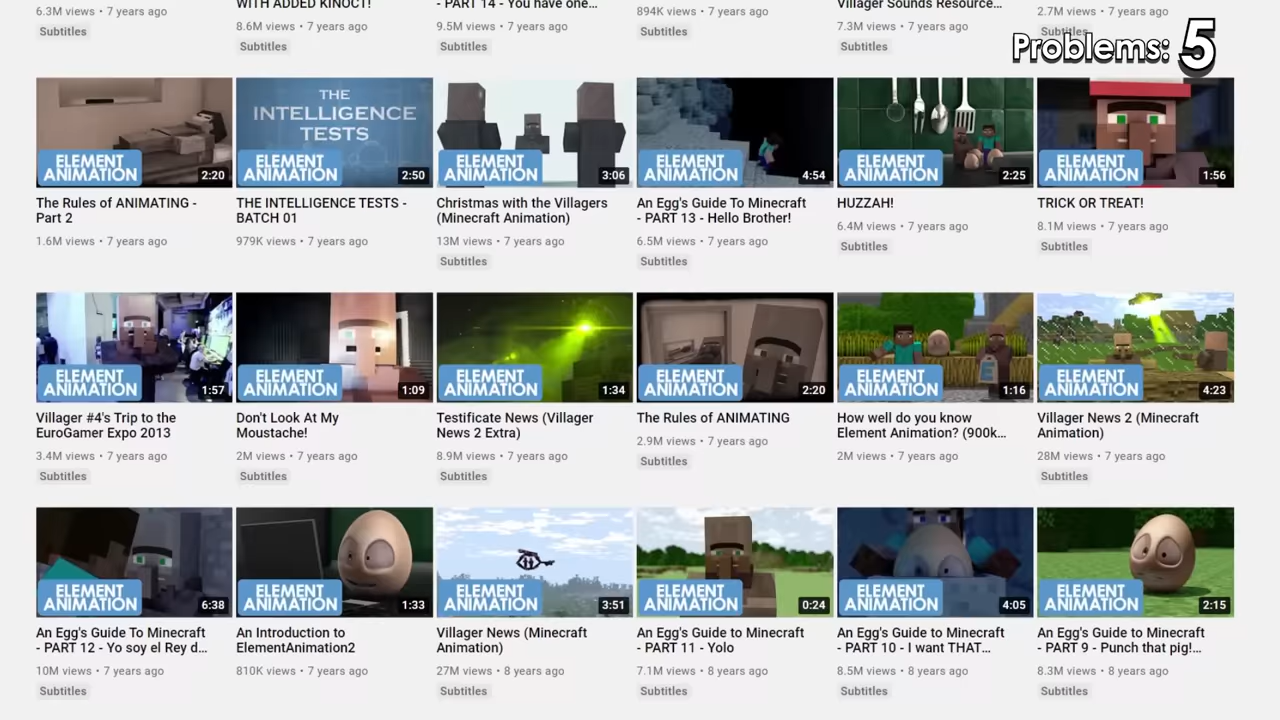 6.3M views • 7 years ago
Subtitles
WITH ADDED KINOCT!
8.6M views • 7 years ago
Subtitles
- PART 14 - You have one...
9.5M views • 7 years ago
Subtitles
894K views • 7 years ago
Villager Sounds Resource...
7.3M views • 7 years ago
Subtitles
2.7M views • 7 years ago
Subtitles
Problems: 5
ELEMENT
ANIMATION
2:20
The Rules of ANIMATING -
Part 2
1.6M views • 7 years ago
THE
INTELLIGENCE
TESTS
ELEMENT
ANIMATION
2:50
THE INTELLIGENCE TESTS -
BATCH 01
979K views • 7 years ago
ELEMENT
ANIMATION
3:06
Christmas with the Villagers
(Minecraft Animation)
13M views • 7 years ago
Subtitles
ELEMENT
ANIMATION
4:54
An Egg's Guide To Minecraft
- PART 13 - Hello Brother!
6.5M views • 7 years ago
Subtitles
ELEMENT
ANIMATION
2:25
HUZZAH!
6.4M views • 7 years ago
Subtitles
ELEMENT
ANIMATION
1:56
TRICK OR TREAT!
8.1M views • 7 years ago
Subtitles
ELEMENT
ANIMATION
1:57
Villager #4's Trip to the
EuroGamer Expo 2013
3.4M views • 7 years ago
Subtitles
ELEMENT
ANIMATION
1:09
Don't Look At My
Moustache!
2M views • 7 years ago
Subtitles
ELEMENT
ANIMATION
1:34
Testificate News (Villager
News 2 Extra)
8.9M views • 7 years ago
Subtitles
ELEMENT
ANIMATION
2:20
The Rules of ANIMATING
2.9M views • 7 years ago
Subtitles
ELEMENT
ANIMATION
1:16
How well do you know
Element Animation? (900k...
2M views • 7 years ago
ELEMENT
ANIMATION
4:23
Villager News 2 (Minecraft
Animation)
28M views • 7 years ago
Subtitles
ELEMENT
ANIMATION
6:38
An Egg's Guide To Minecraft
- PART 12 - Yo soy el Rey d...
10M views • 7 years ago
Subtitles
ELEMENT
ANIMATION
1:33
An Introduction to
ElementAnimation2
810K views • 7 years ago
ELEMENT
ANIMATION
3:51
Villager News (Minecraft
Animation)
27M views • 8 years ago
Subtitles
ELEMENT
ANIMATION
0:24
An Egg's Guide to Minecraft
- PART 11 - Yolo
7.1M views • 8 years ago
Subtitles
ELEMENT
ANIMATION
4:05
An Egg's Guide to Minecraft
- PART 10 - I want THAT...
8.5M views • 8 years ago
Subtitles
ELEMENT
ANIMATION
2:15
An Egg's Guide to Minecraft
- PART 9 - Punch that pig!...
8.3M views • 8 years ago
Subtitles